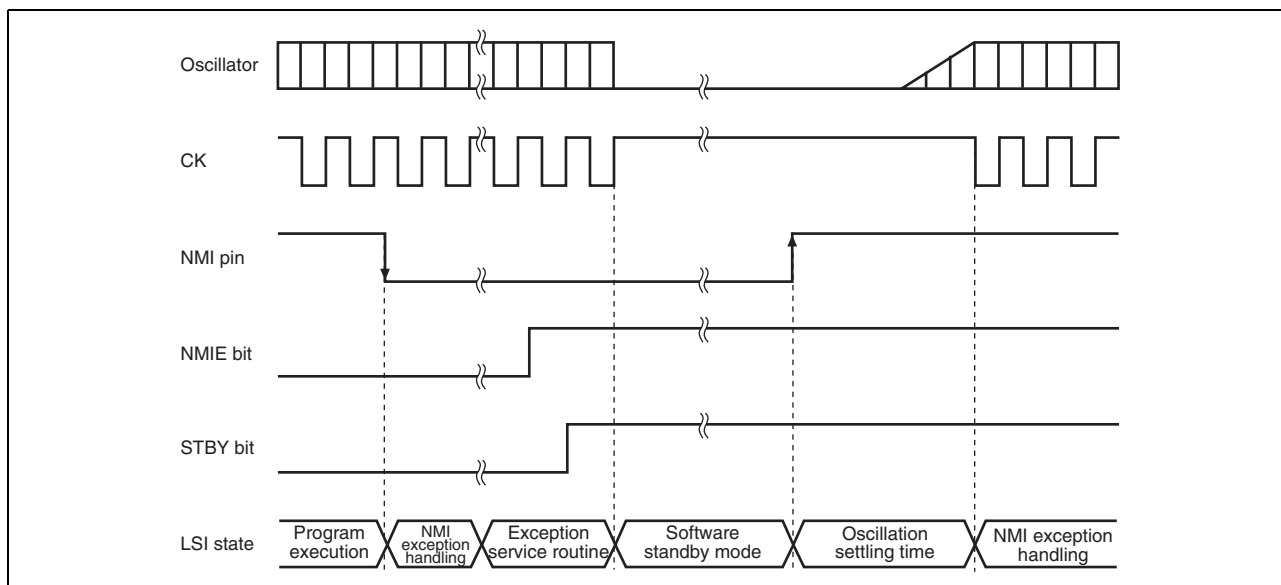 Oscillator
CK
NMI pin
NMIE bit
STBY bit
LSI state
Program
execution
NMI
exception
handling
Exception
service routine
Software
standby mode
Oscillation
settling time
NMI exception
handling